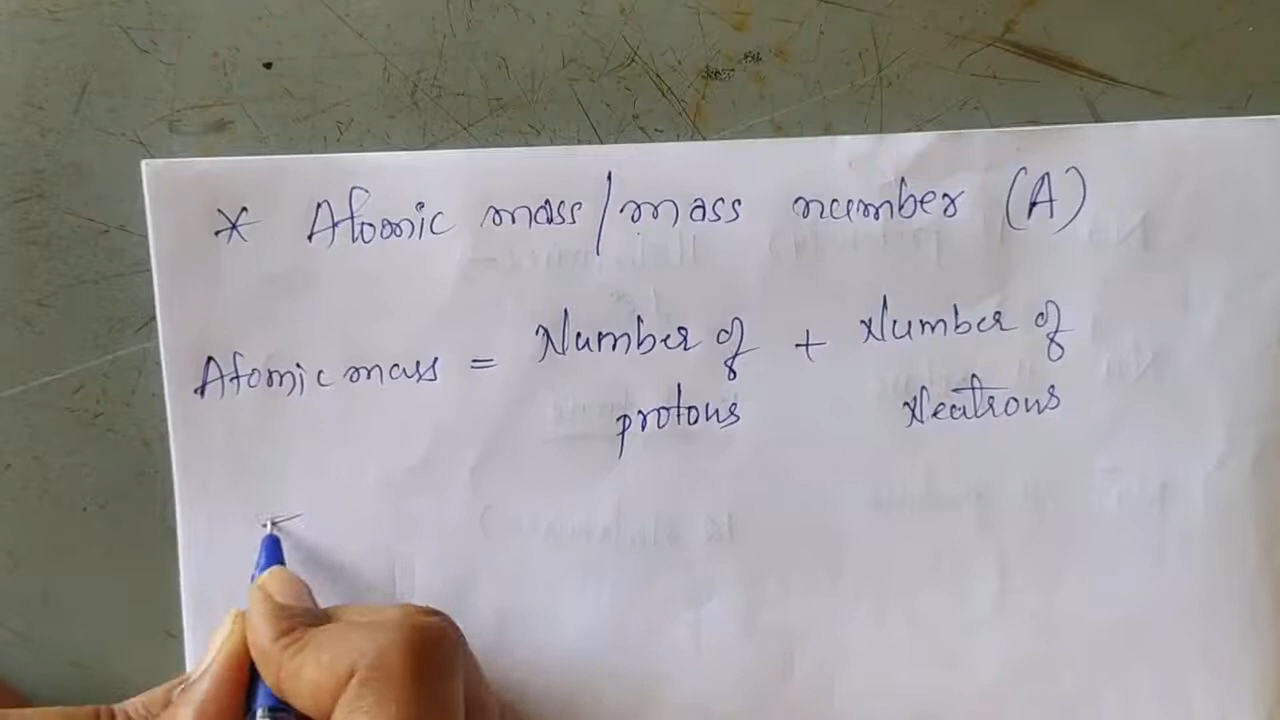 * Atomic mass/mass number (A)
Atomic mass = Number of protons + Number of Neutrons